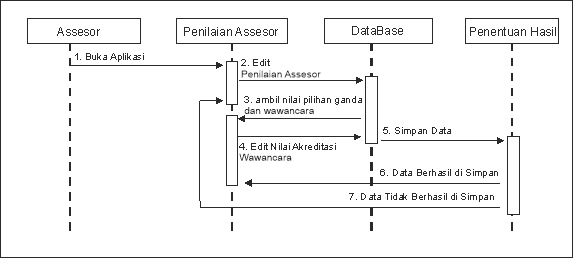 Assesor
Penilaian Assesor
DataBase
Penentuan Hasil
1. Buka Aplikasi
2. Edit
Penilaian Assesor
3. ambil nilai pilihan ganda
dan wawancara
4. Edit Nilai Akreditasi
Wawancara
5. Simpan Data
6. Data Berhasil di Simpan
7. Data Tidak Berhasil di Simpan